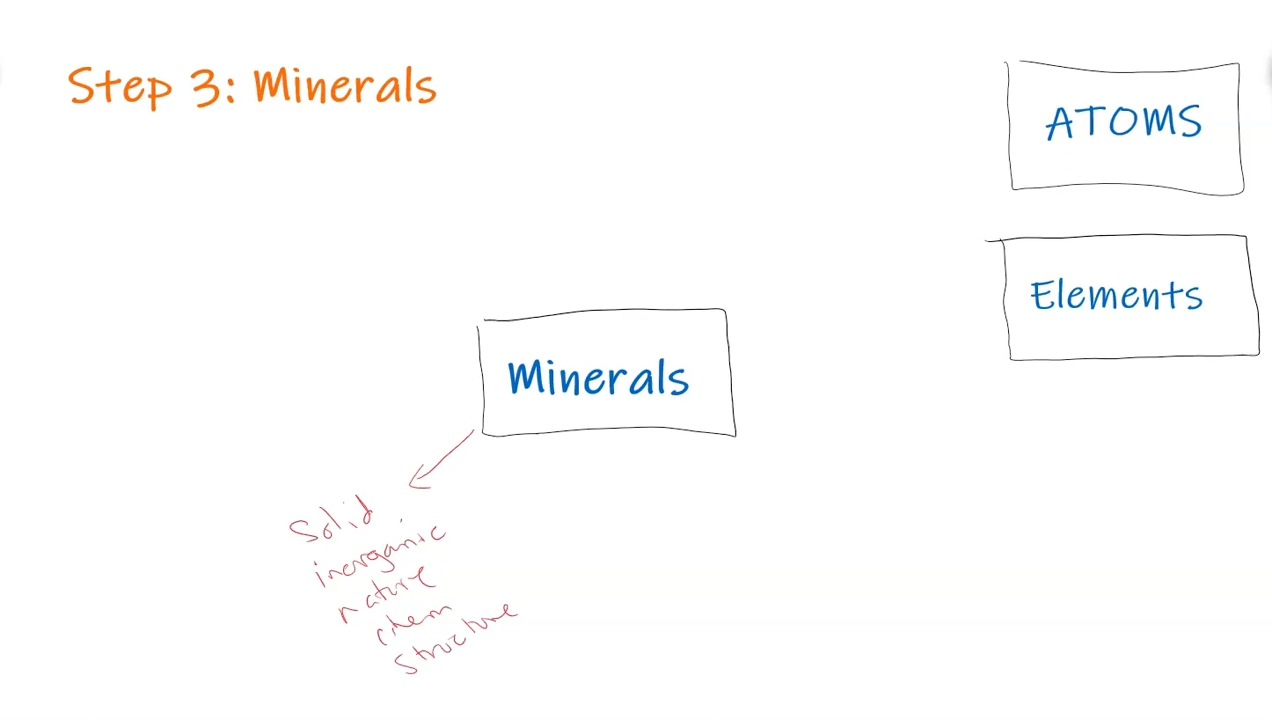 Step 3: Minerals
ATOMS
Elements
Minerals
Solid
inorganic
nature
chem
structure